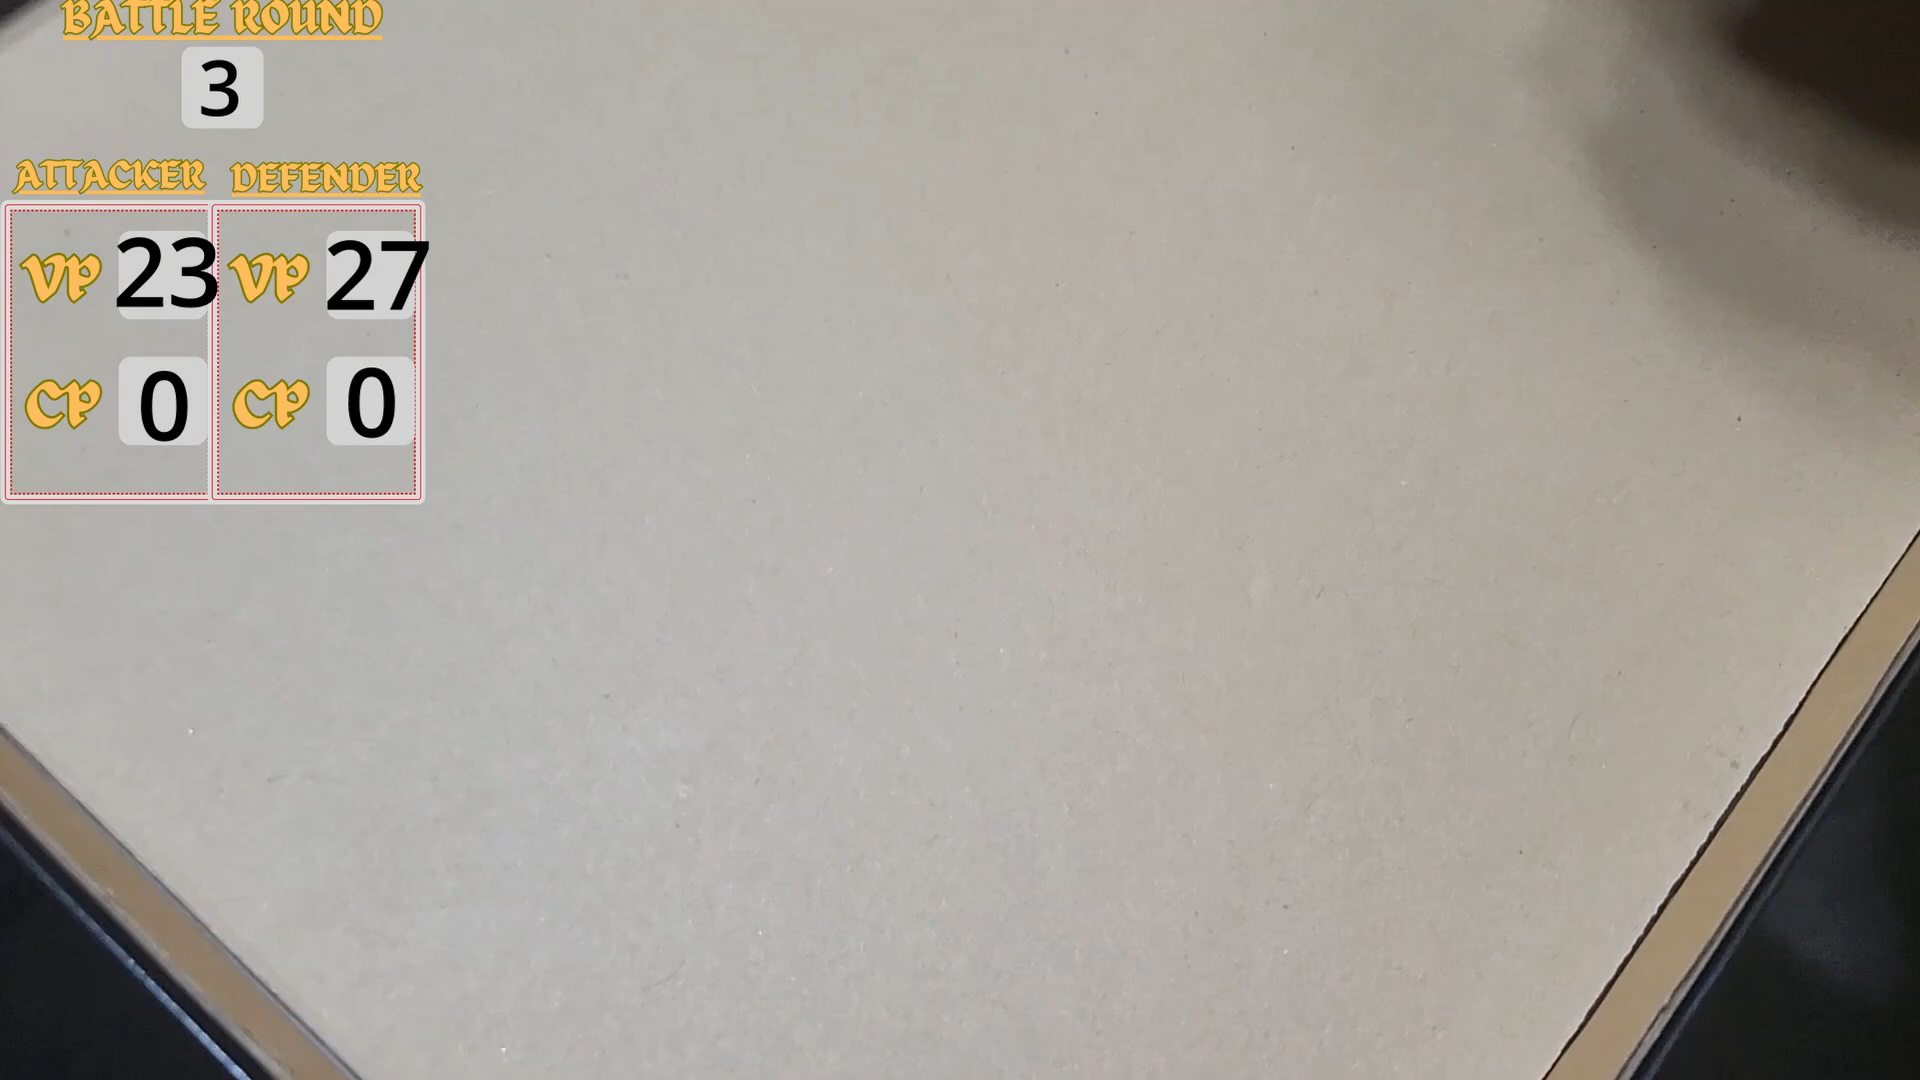 BATTLE ROUND
3
ATTACKER DEFENDER
VP 23 VP 27
CP 0 CP 0